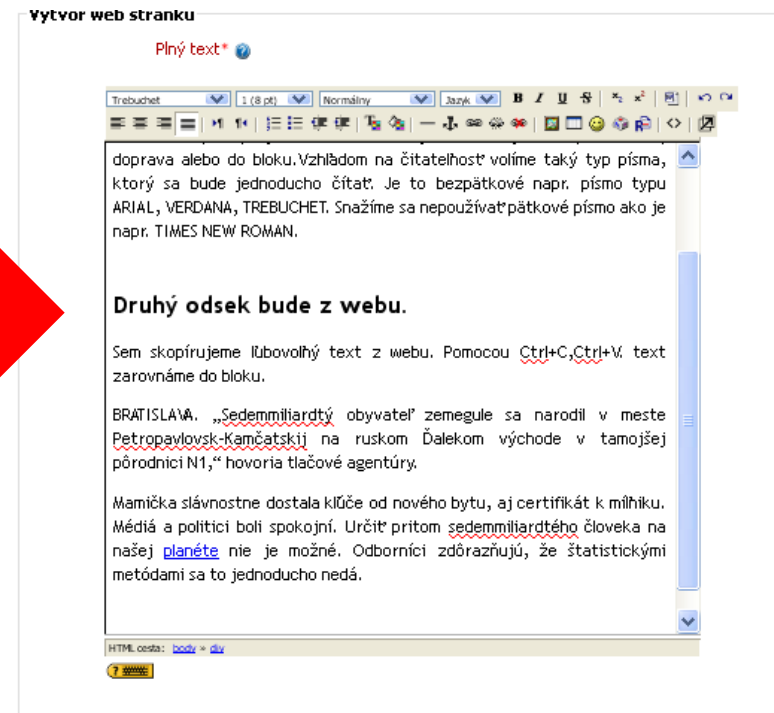 Vytvor web stránku
Plný text*
Trebuchet 1 (8 pt) Normálny Jazyk B I U S x₂ x²
doprava alebo do bloku.Vzhľadom na čitateľnosť volíme taký typ písma,
ktorý sa bude jednoducho čítať. Je to bezpätkové napr. písmo typu
ARIAL, VERDANA, TREBUCHET. Snažíme sa nepoužívať pätkové písmo ako je
napr. TIMES NEW ROMAN.
Druhý odsek bude z webu.
Sem skopírujeme ľubovoľný text z webu. Pomocou Ctrl+C,Ctrl+V. text
zarovnáme do bloku.
BRATISLAVA. „Sedemmiliardtý obyvateľ zemegule sa narodil v meste
Petropavlovsk-Kamčatskij na ruskom Ďalekom východe v tamojšej
pôrodnici N1,“ hovoria tlačové agentúry.
Mamička slávnostne dostala kľúče od nového bytu, aj certifikát k míľniku.
Médiá a politici boli spokojní. Určiť pritom sedemmiliardtého človeka na
našej planéte nie je možné. Odborníci zdôrazňujú, že štatistickými
metódami sa to jednoducho nedá.
HTML cesta: body » div
?